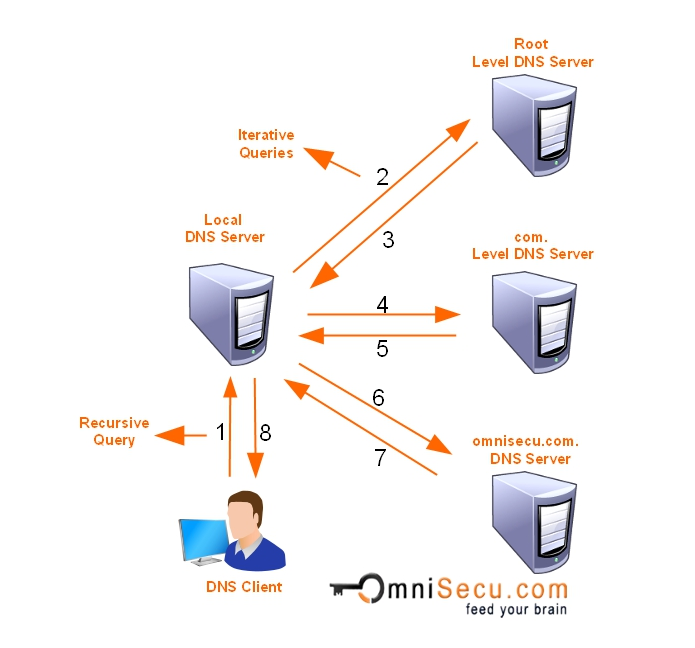 Root
Level DNS Server
Iterative
Queries
2
Local
DNS Server
3
com.
Level DNS Server
4
5
6
Recursive
Query
1
8
7
omnisecu.com.
DNS Server
DNS Client
OmniSecu.com
feed your brain